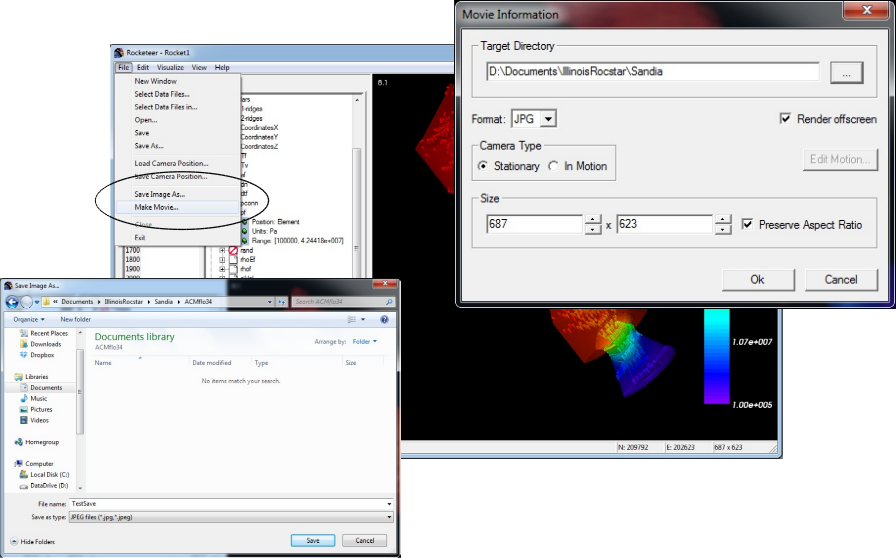 Rocketeer - Rocket1
File Edit Visualize View Help
New Window
Select Data Files...
Select Data Files in...
Open...
Save
Save As...
Load Camera Position...
Save Camera Position...
Save Image As...
Make Movie...
Close
Exit
1-ridges
2-ridges
CoordinatesX
CoordinatesY
CoordinatesZ
Tf
Tv
af
dtf
pconn
pf
Position: Element
Units: Pa
Range: [100000, 4.24418e+007]
rand
rhoEf
rhof
1700
1800
1900
8.1
1.07e+007
1.00e+005
N: 209792 E: 202623 687 x 623
Movie Information
Target Directory
D:\Documents\IllinoisRocstar\Sandia
...
Format: JPG
Render offscreen
Camera Type
Stationary In Motion
Edit Motion...
Size
687 x 623 Preserve Aspect Ratio
Ok Cancel
Save Image As...
Documents IllinoisRocstar Sandia ACMflo34
Search ACMflo34
Organize New folder
Recent Places
Downloads
Dropbox
Libraries
Documents
Music
Pictures
Videos
Homegroup
Computer
Local Disk (C:)
DataDrive (D:)
Documents library
ACMflo34
Arrange by: Folder
Name Date modified Type Size
No items match your search.
File name: TestSave
Save as type: JPEG files (*.jpg,*.jpeg)
Hide Folders
Save Cancel